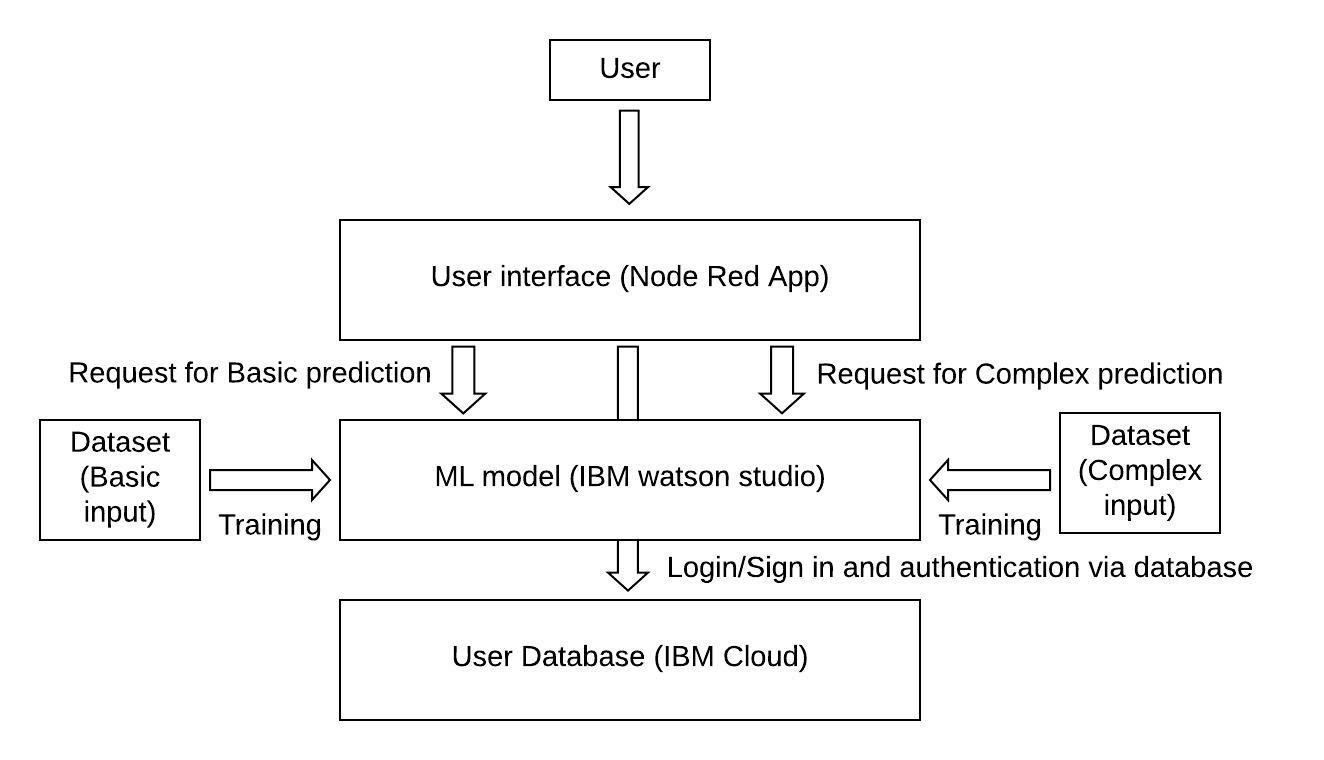 User
User interface (Node Red App)
Request for Basic prediction
Request for Complex prediction
Dataset
(Basic
input)
Training
ML model (IBM watson studio)
Training
Dataset
(Complex
input)
Login/Sign in and authentication via database
User Database (IBM Cloud)